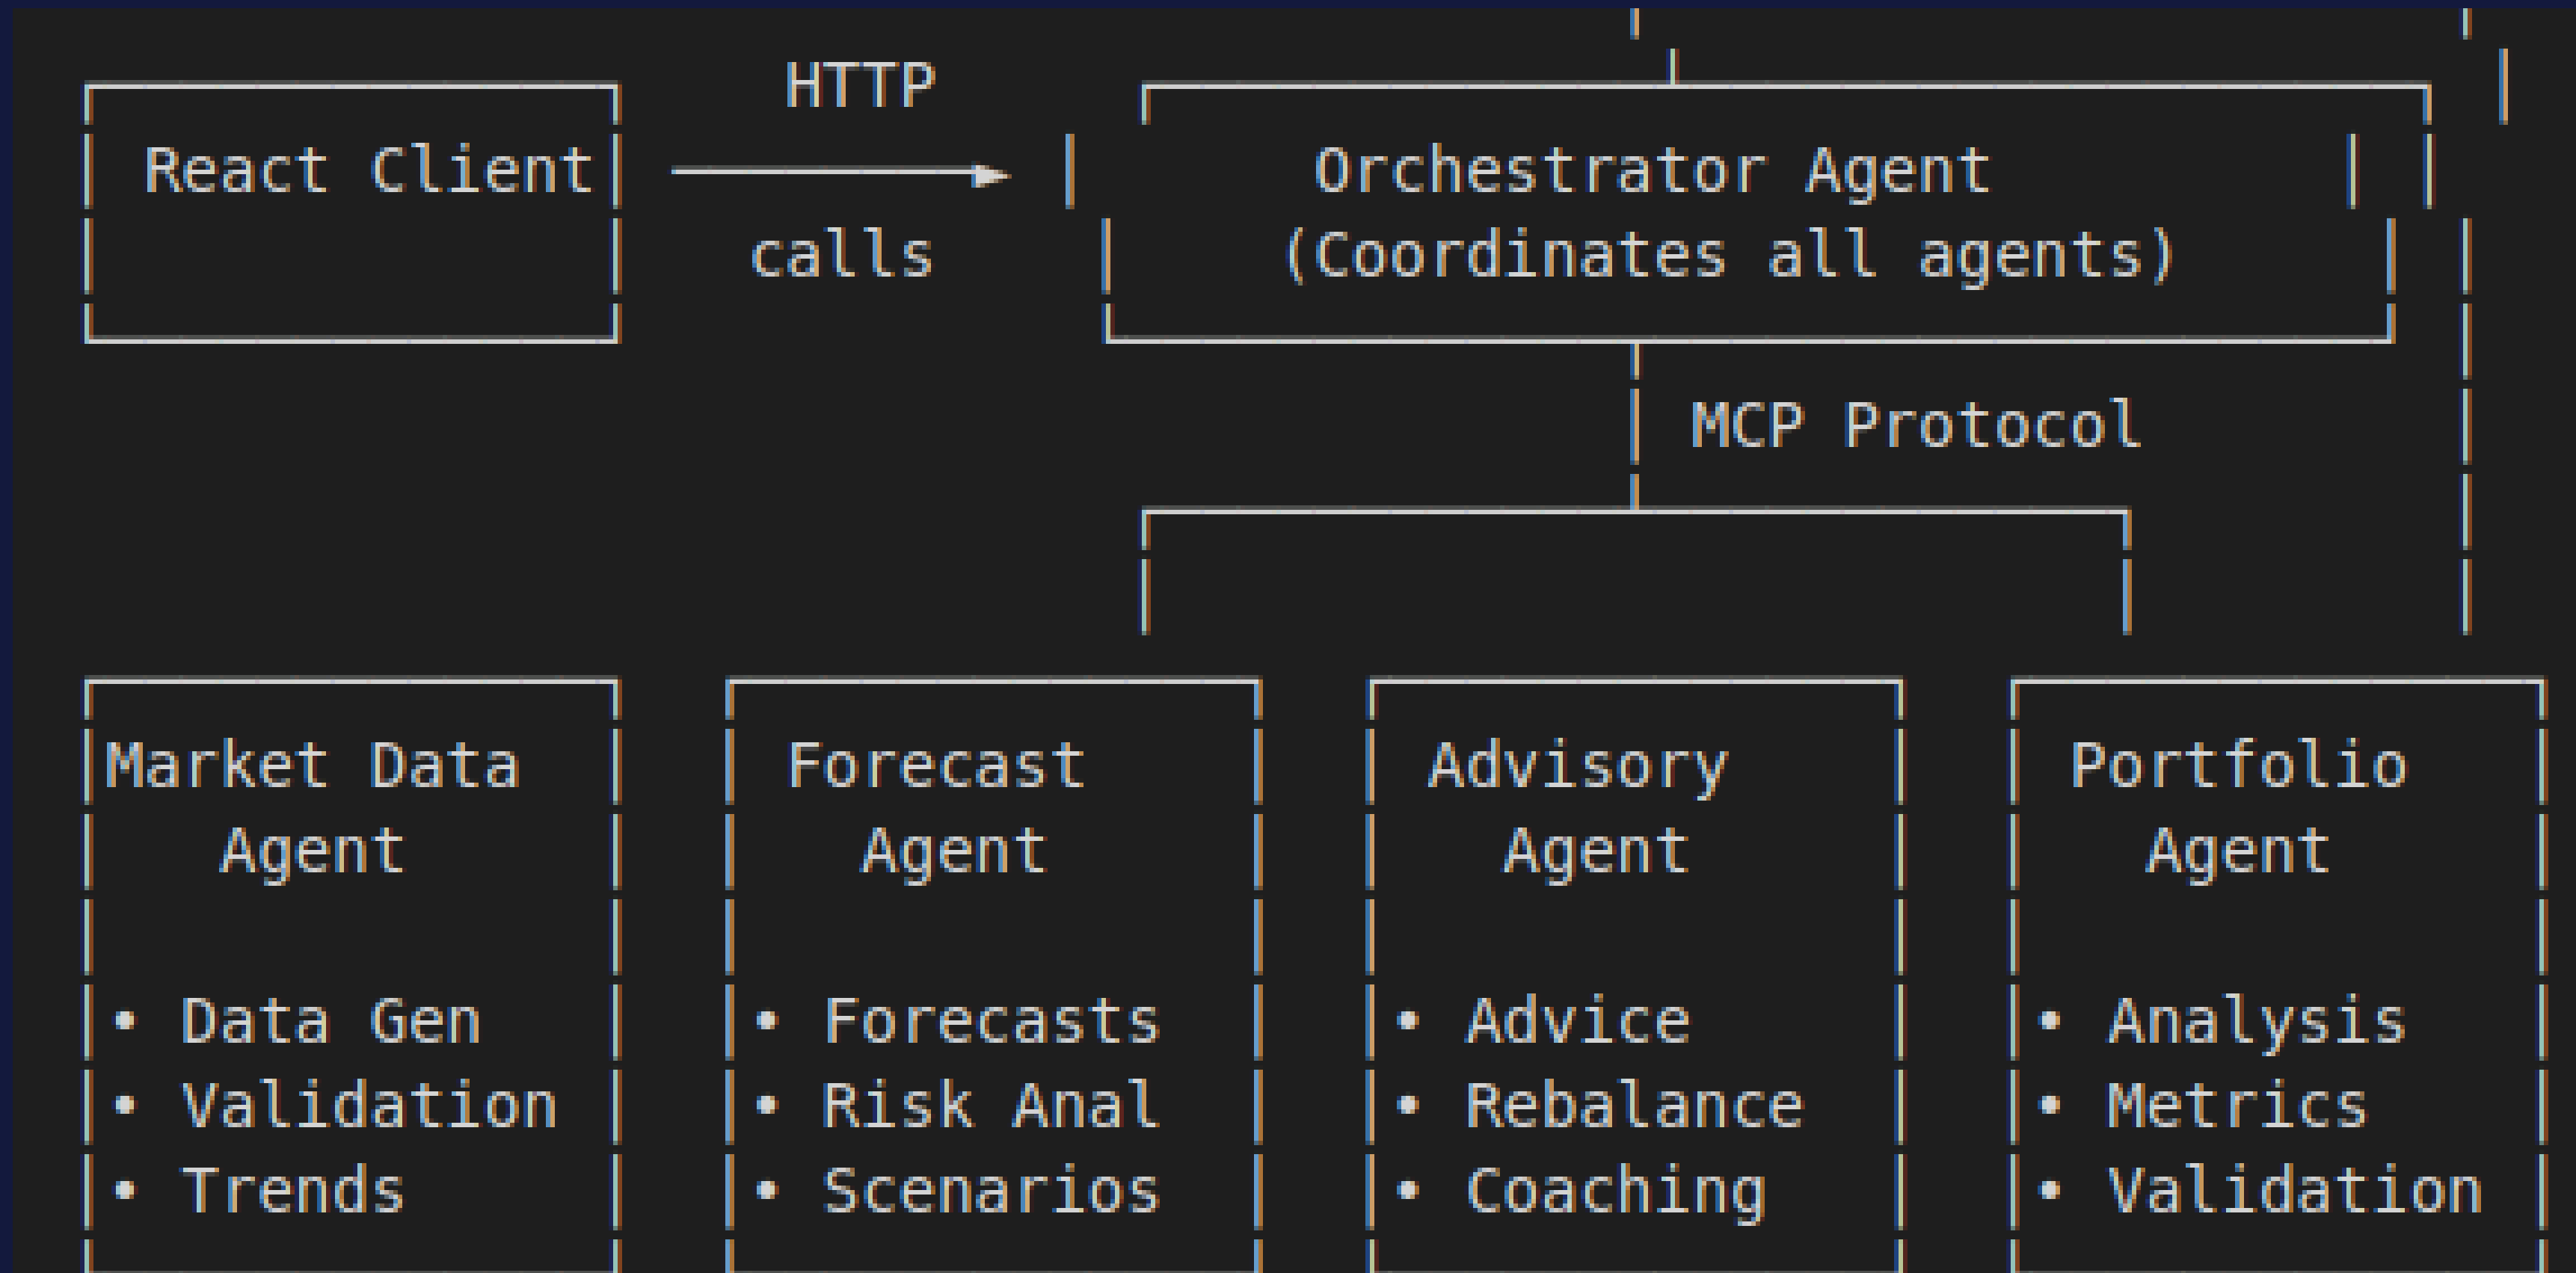 HTTP
React Client
Orchestrator Agent
calls
(Coordinates all agents)
MCP Protocol
Market Data
Agent
• Data Gen
• Validation
• Trends
Forecast
Agent
• Forecasts
• Risk Anal
• Scenarios
Advisory
Agent
• Advice
• Rebalance
• Coaching
Portfolio
Agent
• Analysis
• Metrics
• Validation